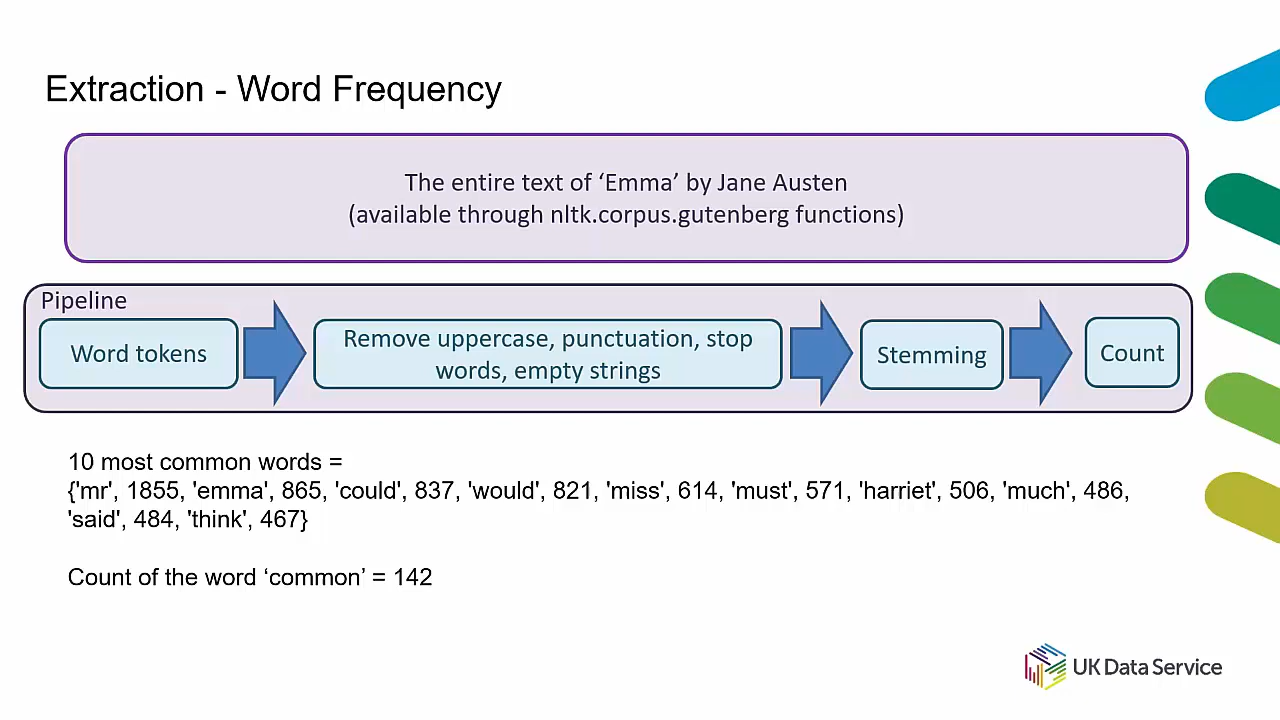 Extraction - Word Frequency
The entire text of ‘Emma’ by Jane Austen
(available through nltk.corpus.gutenberg functions)
Pipeline
Word tokens
Remove uppercase, punctuation, stop
words, empty strings
Stemming
Count
10 most common words =
{'mr', 1855, 'emma', 865, 'could', 837, 'would', 821, 'miss', 614, 'must', 571, 'harriet', 506, 'much', 486,
'said', 484, 'think', 467}
Count of the word ‘common’ = 142
UK Data Service